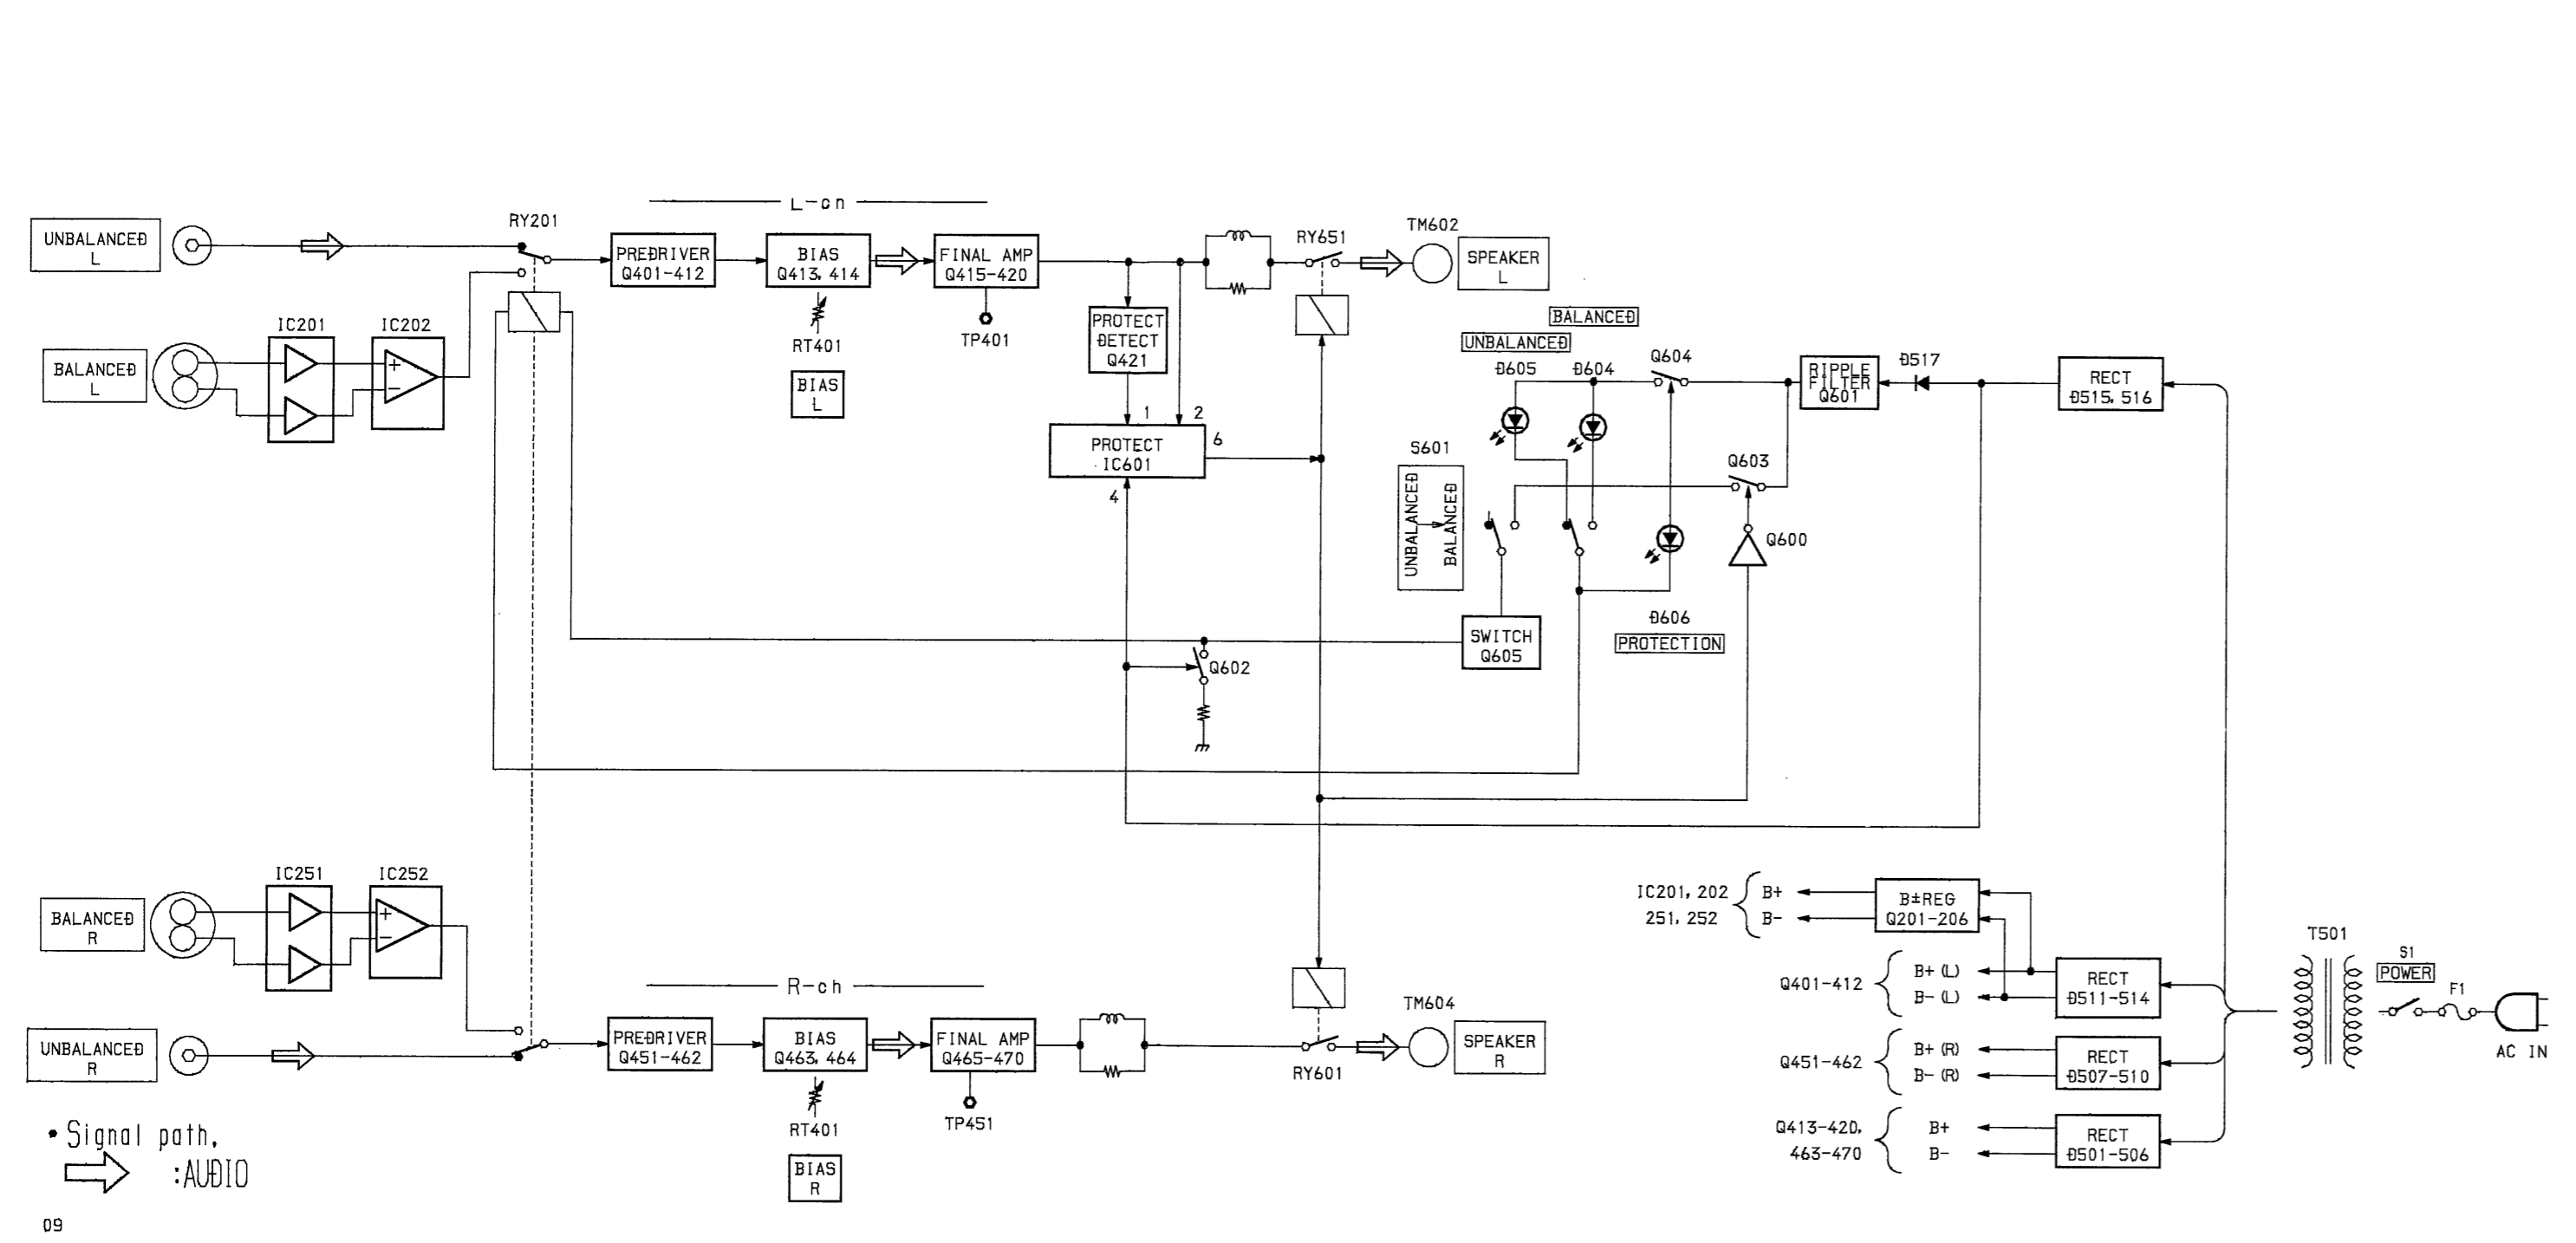 L-cn
UNBALANCED
L
RY201
PREDRIVER
Q401-412
BIAS
Q413, 414
FINAL AMP
Q415-420
RY651
TM602
SPEAKER
L
RT401
BIAS
L
TP401
PROTECT
DETECT
Q421
IC201
IC202
BALANCED
L
+
−
1
2
PROTECT
IC601
6
4
BALANCED
UNBALANCED
D605
D604
Q604
RIPPLE
FILTER
Q601
D517
RECT
D515, 516
S601
UNBALANCED
BALANCED
Q603
Q600
D606
PROTECTION
SWITCH
Q605
Q602
IC251
IC252
BALANCED
R
+
−
UNBALANCED
R
R-ch
PREDRIVER
Q451-462
BIAS
Q463, 464
FINAL AMP
Q465-470
RY601
TM604
SPEAKER
R
RT401
BIAS
R
TP451
IC201, 202
251, 252
B+
B−
B±REG
Q201-206
Q401-412
B+ (L)
B− (L)
RECT
D511-514
Q451-462
B+ (R)
B− (R)
RECT
D507-510
Q413-420,
463-470
B+
B−
RECT
D501-506
T501
S1
POWER
F1
AC IN
• Signal path,
:AUDIO
09